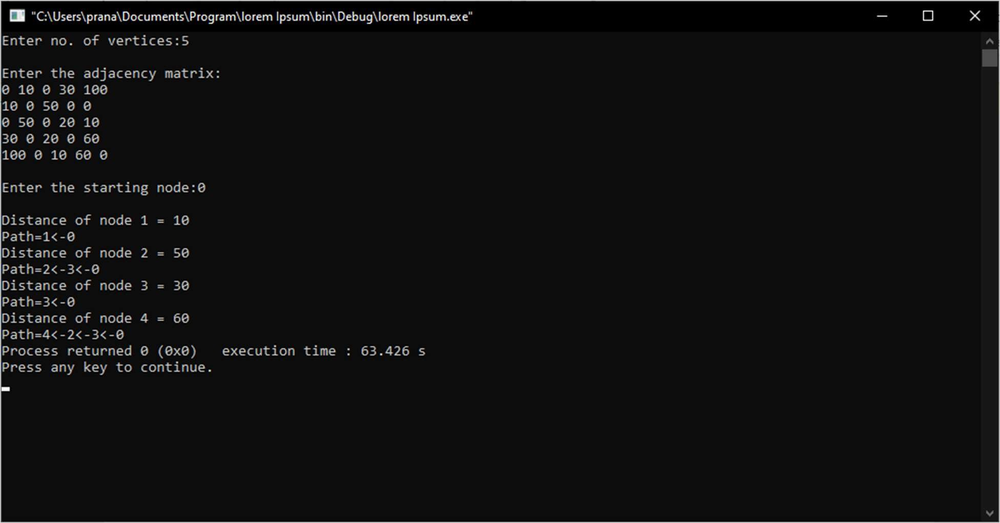 "C:\Users\prana\Documents\Program\lorem Ipsum\bin\Debug\lorem Ipsum.exe"
Enter no. of vertices:5
Enter the adjacency matrix:
0 10 0 30 100
10 0 50 0 0
0 50 0 20 10
30 0 20 0 60
100 0 10 60 0
Enter the starting node:0
Distance of node 1 = 10
Path=1<-0
Distance of node 2 = 50
Path=2<-3<-0
Distance of node 3 = 30
Path=3<-0
Distance of node 4 = 60
Path=4<-2<-3<-0
Process returned 0 (0x0)   execution time : 63.426 s
Press any key to continue.